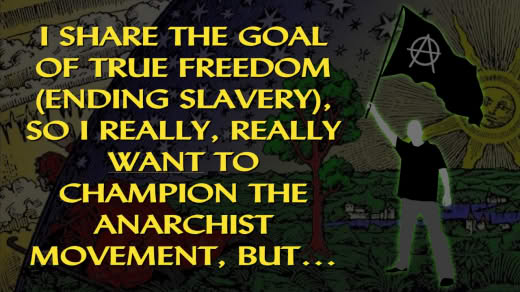 I SHARE THE GOAL
OF TRUE FREEDOM
(ENDING SLAVERY),
SO I REALLY, REALLY
WANT TO
CHAMPION THE
ANARCHIST
MOVEMENT, BUT…